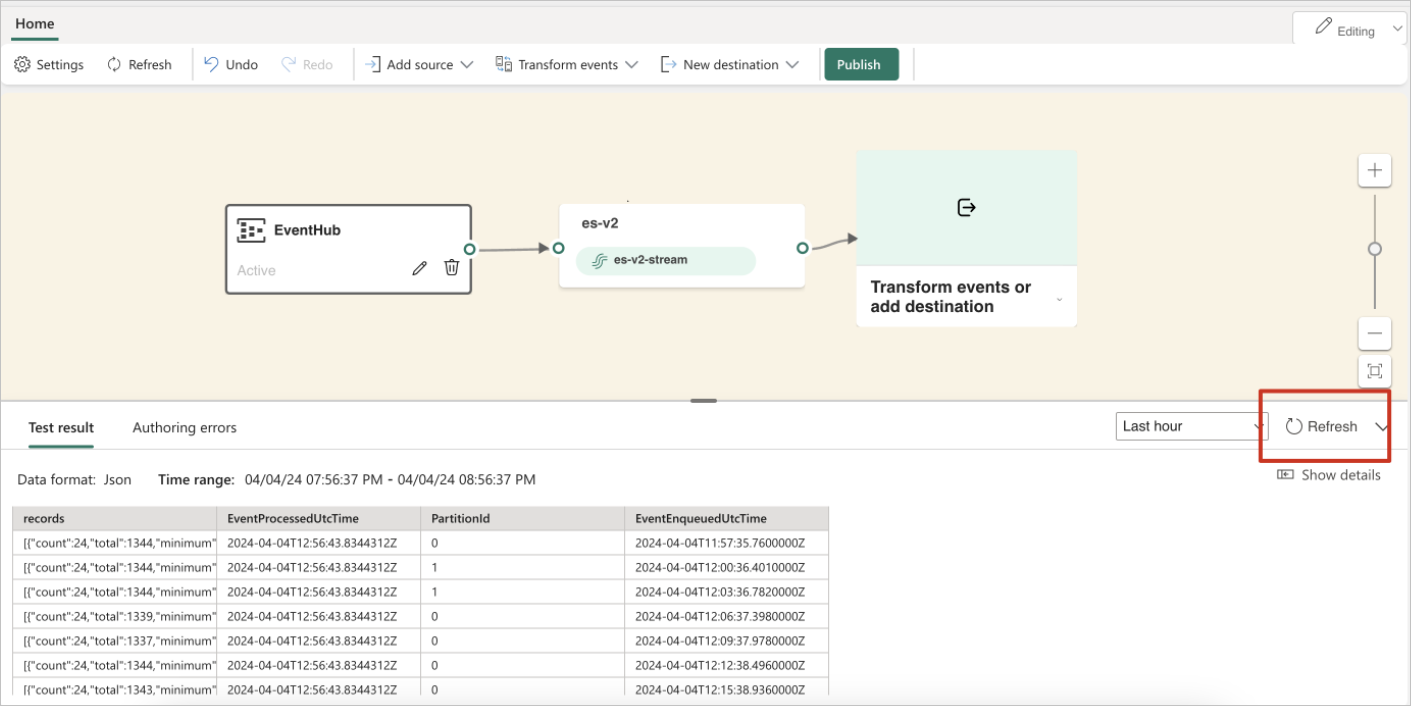 Home
Editing
Settings Refresh Undo Redo Add source Transform events New destination Publish
EventHub
Active
es-v2
es-v2-stream
Transform events or
add destination
Test result Authoring errors Last hour Refresh
Data format: Json Time range: 04/04/24 07:56:37 PM - 04/04/24 08:56:37 PM Show details
records EventProcessedUtcTime PartitionId EventEnqueuedUtcTime
[{"count":24,"total":1344,"minimum" 2024-04-04T12:56:43.8344312Z 0 2024-04-04T11:57:35.7600000Z
[{"count":24,"total":1344,"minimum" 2024-04-04T12:56:43.8344312Z 1 2024-04-04T12:00:36.4010000Z
[{"count":24,"total":1344,"minimum" 2024-04-04T12:56:43.8344312Z 1 2024-04-04T12:03:36.7820000Z
[{"count":24,"total":1339,"minimum" 2024-04-04T12:56:43.8344312Z 0 2024-04-04T12:06:37.3980000Z
[{"count":24,"total":1337,"minimum" 2024-04-04T12:56:43.8344312Z 0 2024-04-04T12:09:37.9780000Z
[{"count":24,"total":1344,"minimum" 2024-04-04T12:56:43.8344312Z 0 2024-04-04T12:12:38.4960000Z
[{"count":24,"total":1343,"minimum" 2024-04-04T12:56:43.8344312Z 0 2024-04-04T12:15:38.9360000Z